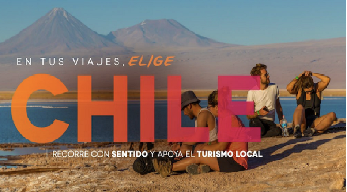 EN TUS VIAJES, ELIGE
CHILE
RECORRE CON SENTIDO Y APOYA EL TURISMO LOCAL